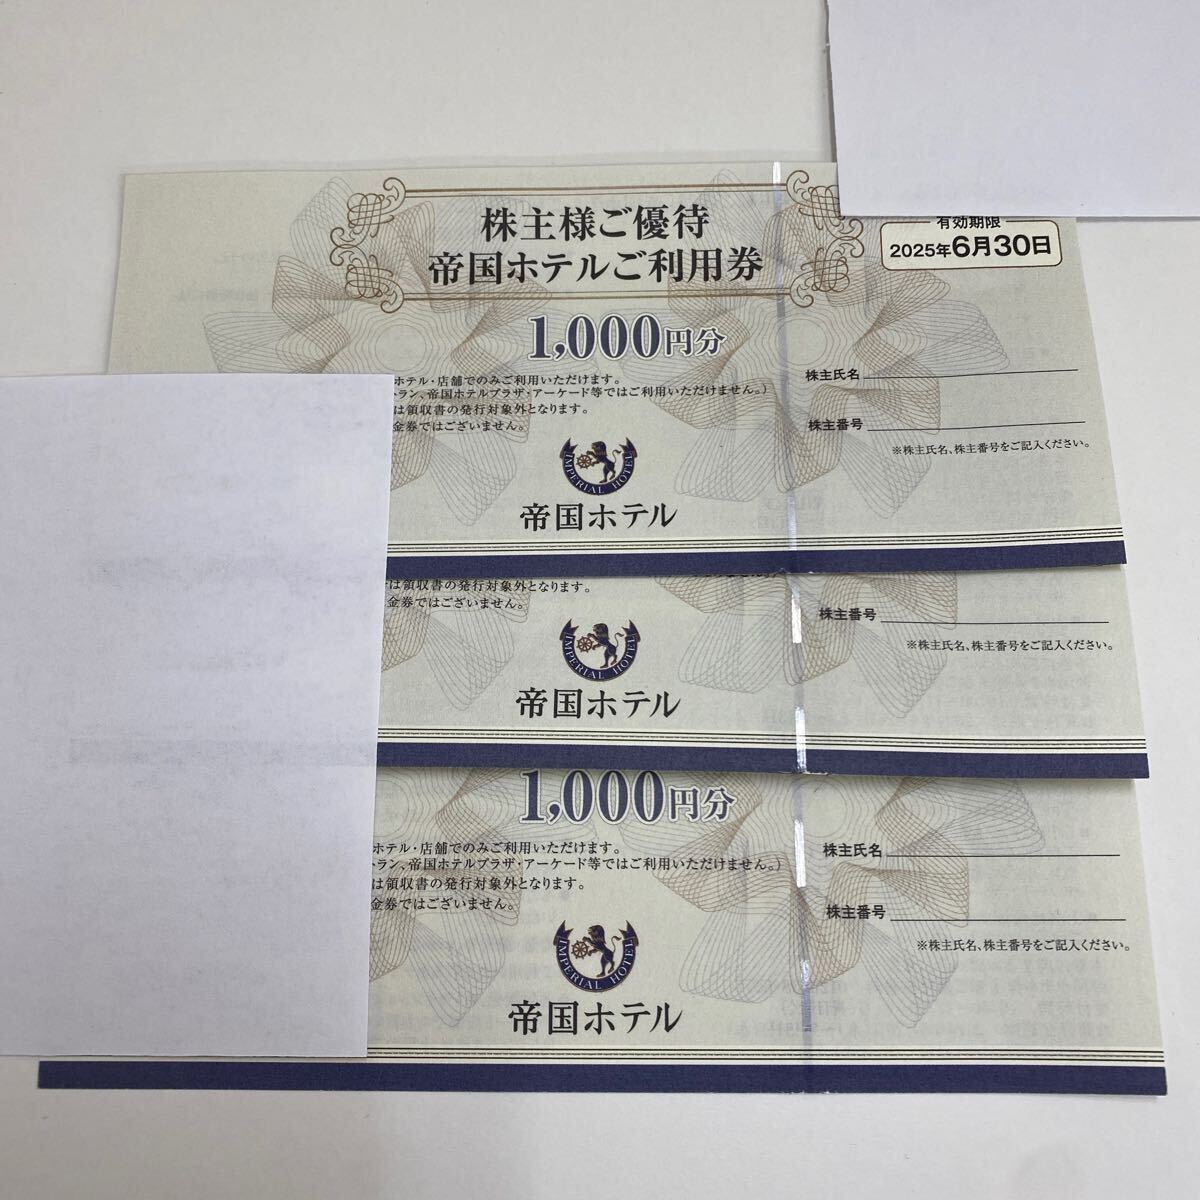 株主様ご優待
帝国ホテルご利用券
有効期限
2025年6月30日
1,000円分
ホテル・店舗でのみご利用いただけます。
トラン、帝国ホテルプラザ・アーケード等ではご利用いただけません。)
は領収書の発行対象外となります。
金券ではございません。
株主氏名
株主番号
※株主氏名、株主番号をご記入ください。
IMPERIAL HOTEL
帝国ホテル
は領収書の発行対象外となります。
金券ではございません。
株主番号
※株主氏名、株主番号をご記入ください。
IMPERIAL HOTEL
帝国ホテル
1,000円分
ホテル・店舗でのみご利用いただけます。
トラン、帝国ホテルプラザ・アーケード等ではご利用いただけません。)
は領収書の発行対象外となります。
金券ではございません。
株主氏名
株主番号
※株主氏名、株主番号をご記入ください。
IMPERIAL HOTEL
帝国ホテル